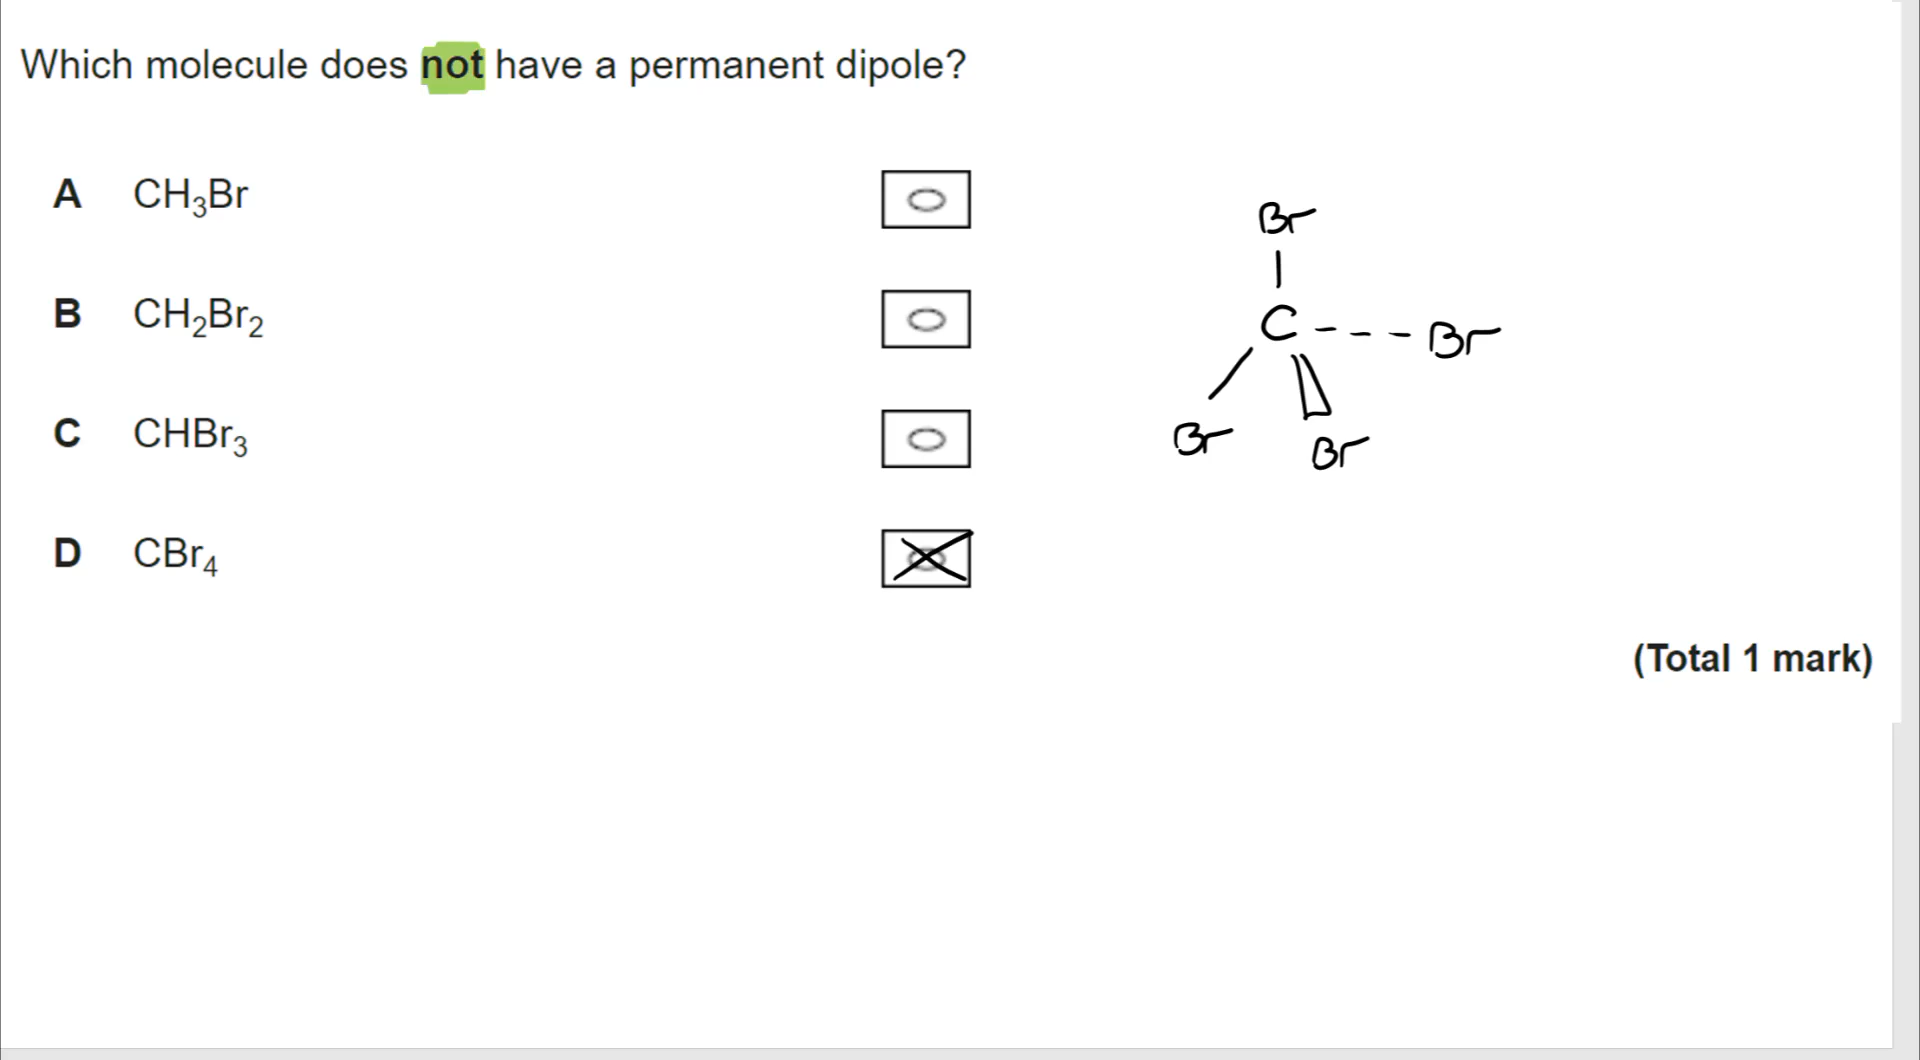 Which molecule does not have a permanent dipole?
A CH₃Br
B CH₂Br₂
C CHBr₃
D CBr₄
Br
C Br
Br Br
(Total 1 mark)